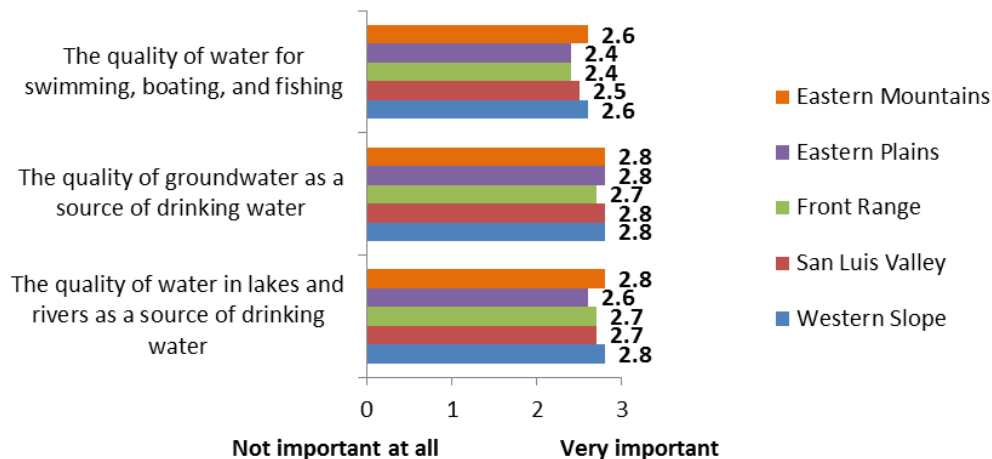 The quality of water for
swimming, boating, and fishing
2.6
2.4
2.4
2.5
2.6
The quality of groundwater as a
source of drinking water
2.8
2.8
2.7
2.8
2.8
The quality of water in lakes and
rivers as a source of drinking
water
2.8
2.6
2.7
2.7
2.8
0 1 2 3
Not important at all Very important
Eastern Mountains
Eastern Plains
Front Range
San Luis Valley
Western Slope